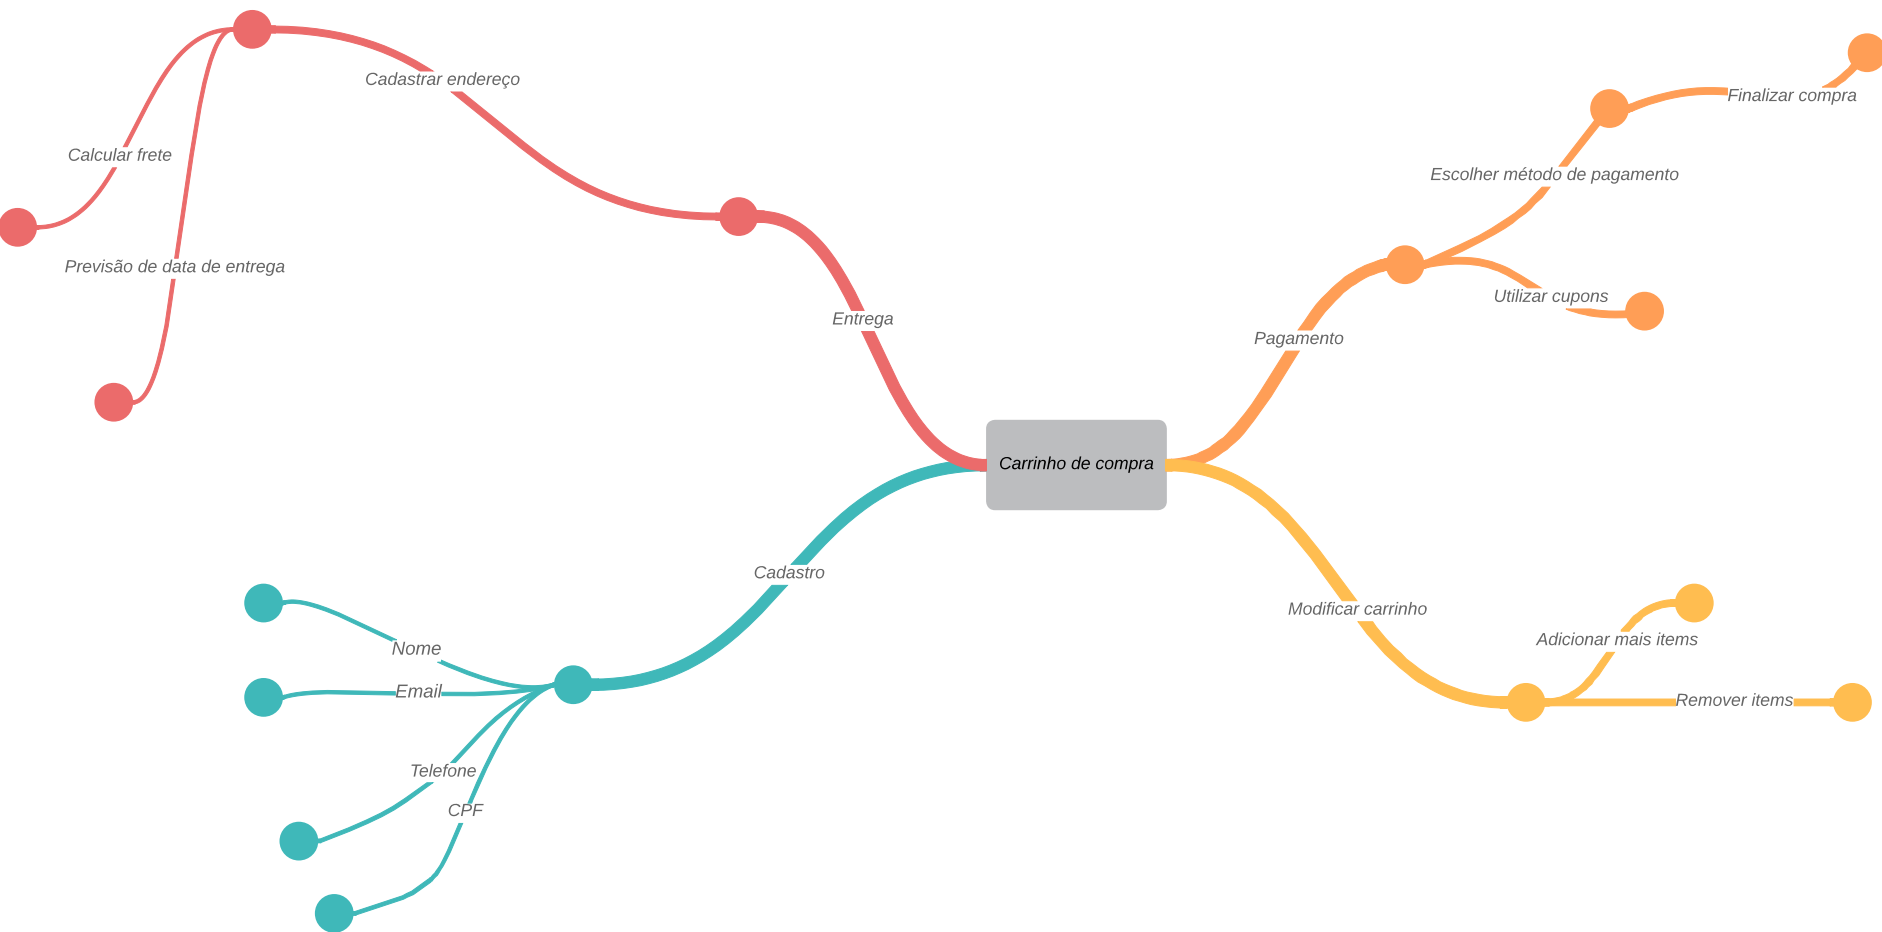 Cadastrar endereço
Calcular frete
Previsão de data de entrega
Entrega
Finalizar compra
Escolher método de pagamento
Utilizar cupons
Pagamento
Carrinho de compra
Cadastro
Nome
Email
Telefone
CPF
Modificar carrinho
Adicionar mais items
Remover items